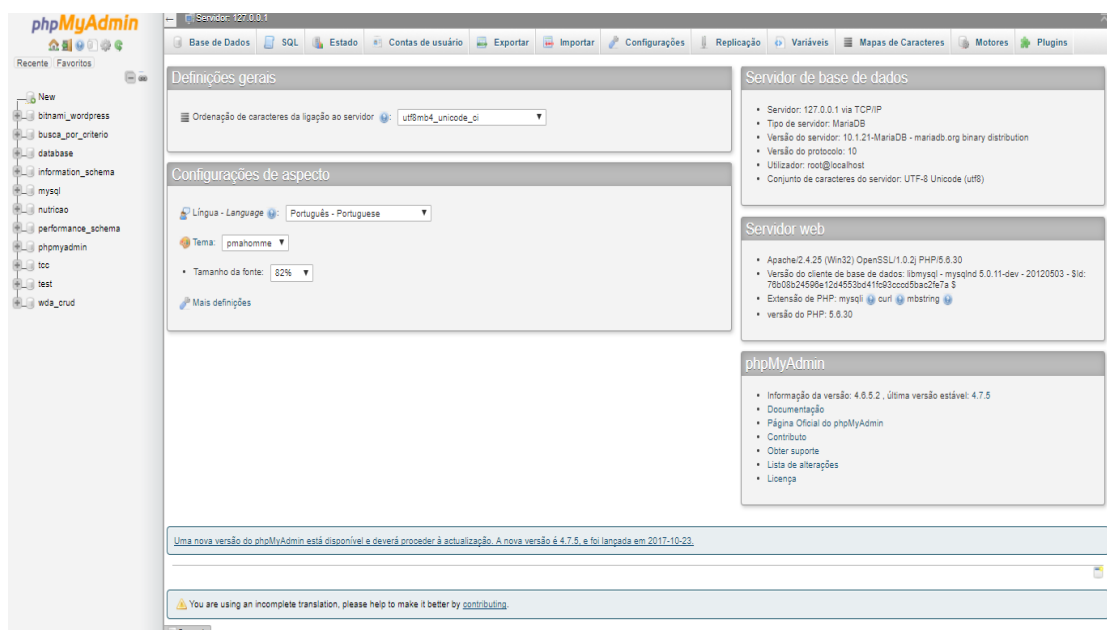 phpMyAdmin
Recente Favoritos
New
bitnami_wordpress
busca_por_criterio
database
information_schema
mysql
nutricao
performance_schema
phpmyadmin
tcc
test
wda_crud
Servidor: 127.0.0.1
Base de Dados SQL Estado Contas de usuário Exportar Importar Configurações Replicação Variáveis Mapas de Caracteres Motores Plugins
Definições gerais
Ordenação de caracteres da ligação ao servidor : utf8mb4_unicode_ci
Configurações de aspecto
Língua - Language : Português - Portuguese
Tema: pmahomme
Tamanho da fonte: 82%
Mais definições
Servidor de base de dados
Servidor: 127.0.0.1 via TCP/IP
Tipo de servidor: MariaDB
Versão do servidor: 10.1.21-MariaDB - mariadb.org binary distribution
Versão do protocolo: 10
Utilizador: root@localhost
Conjunto de caracteres do servidor: UTF-8 Unicode (utf8)
Servidor web
Apache/2.4.25 (Win32) OpenSSL/1.0.2j PHP/5.6.30
Versão do cliente de base de dados: libmysql - mysqlnd 5.0.11-dev - 20120503 - $Id:
76b08b24596e12d4553bd41fc93cccd5bac2fe7a $
Extensão de PHP: mysqli curl mbstring
versão do PHP: 5.6.30
phpMyAdmin
Informação da versão: 4.6.5.2 , última versão estável: 4.7.5
Documentação
Página Oficial do phpMyAdmin
Contributo
Obter suporte
Lista de alterações
Licença
Uma nova versão do phpMyAdmin está disponível e deverá proceder à actualização. A nova versão é 4.7.5, e foi lançada em 2017-10-23.
You are using an incomplete translation, please help to make it better by contributing.